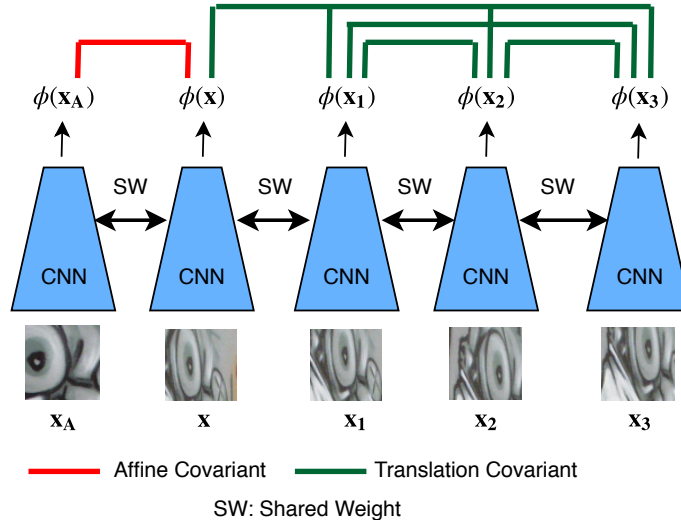 ϕ(x_A) ϕ(x) ϕ(x_1) ϕ(x_2) ϕ(x_3)
SW SW SW SW
CNN CNN CNN CNN CNN
x_A x x_1 x_2 x_3
Affine Covariant Translation Covariant
SW: Shared Weight